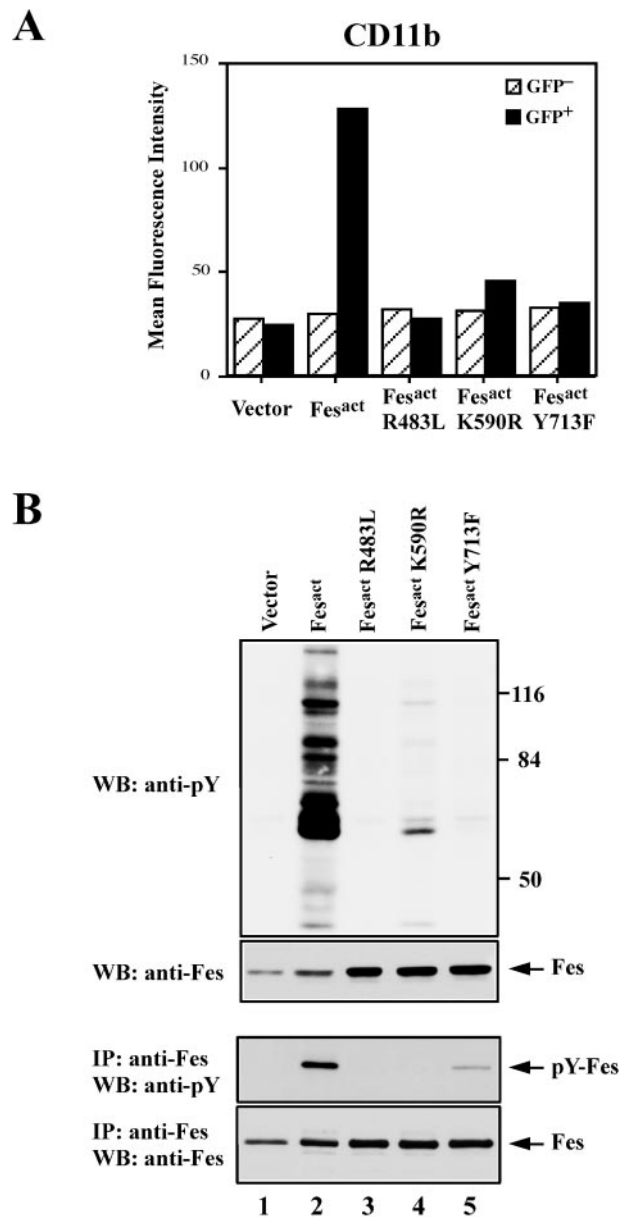 A
CD11b
150
100
50
0
Mean Fluorescence Intensity
GFP⁻
GFP⁺
Vector
Fesact
Fesact R483L
Fesact K590R
Fesact Y713F
B
Vector
Fesact
Fesact R483L
Fesact K590R
Fesact Y713F
WB: anti-pY
116
84
50
WB: anti-Fes
Fes
IP: anti-Fes
WB: anti-pY
pY-Fes
IP: anti-Fes
WB: anti-Fes
Fes
1 2 3 4 5